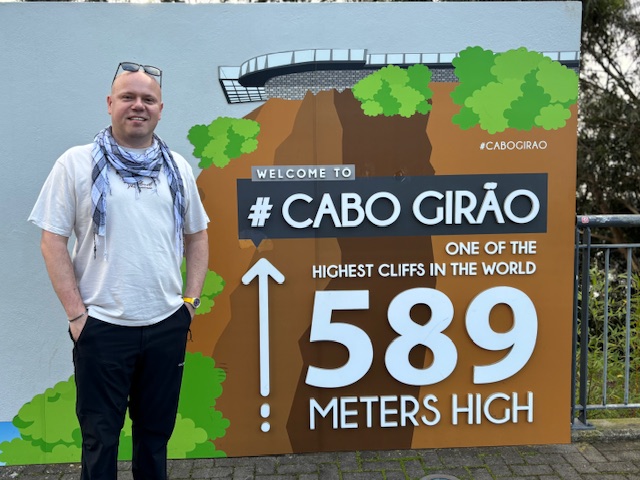 #CABOGIRAO
WELCOME TO
# CABO GIRÃO
ONE OF THE
HIGHEST CLIFFS IN THE WORLD
589
METERS HIGH